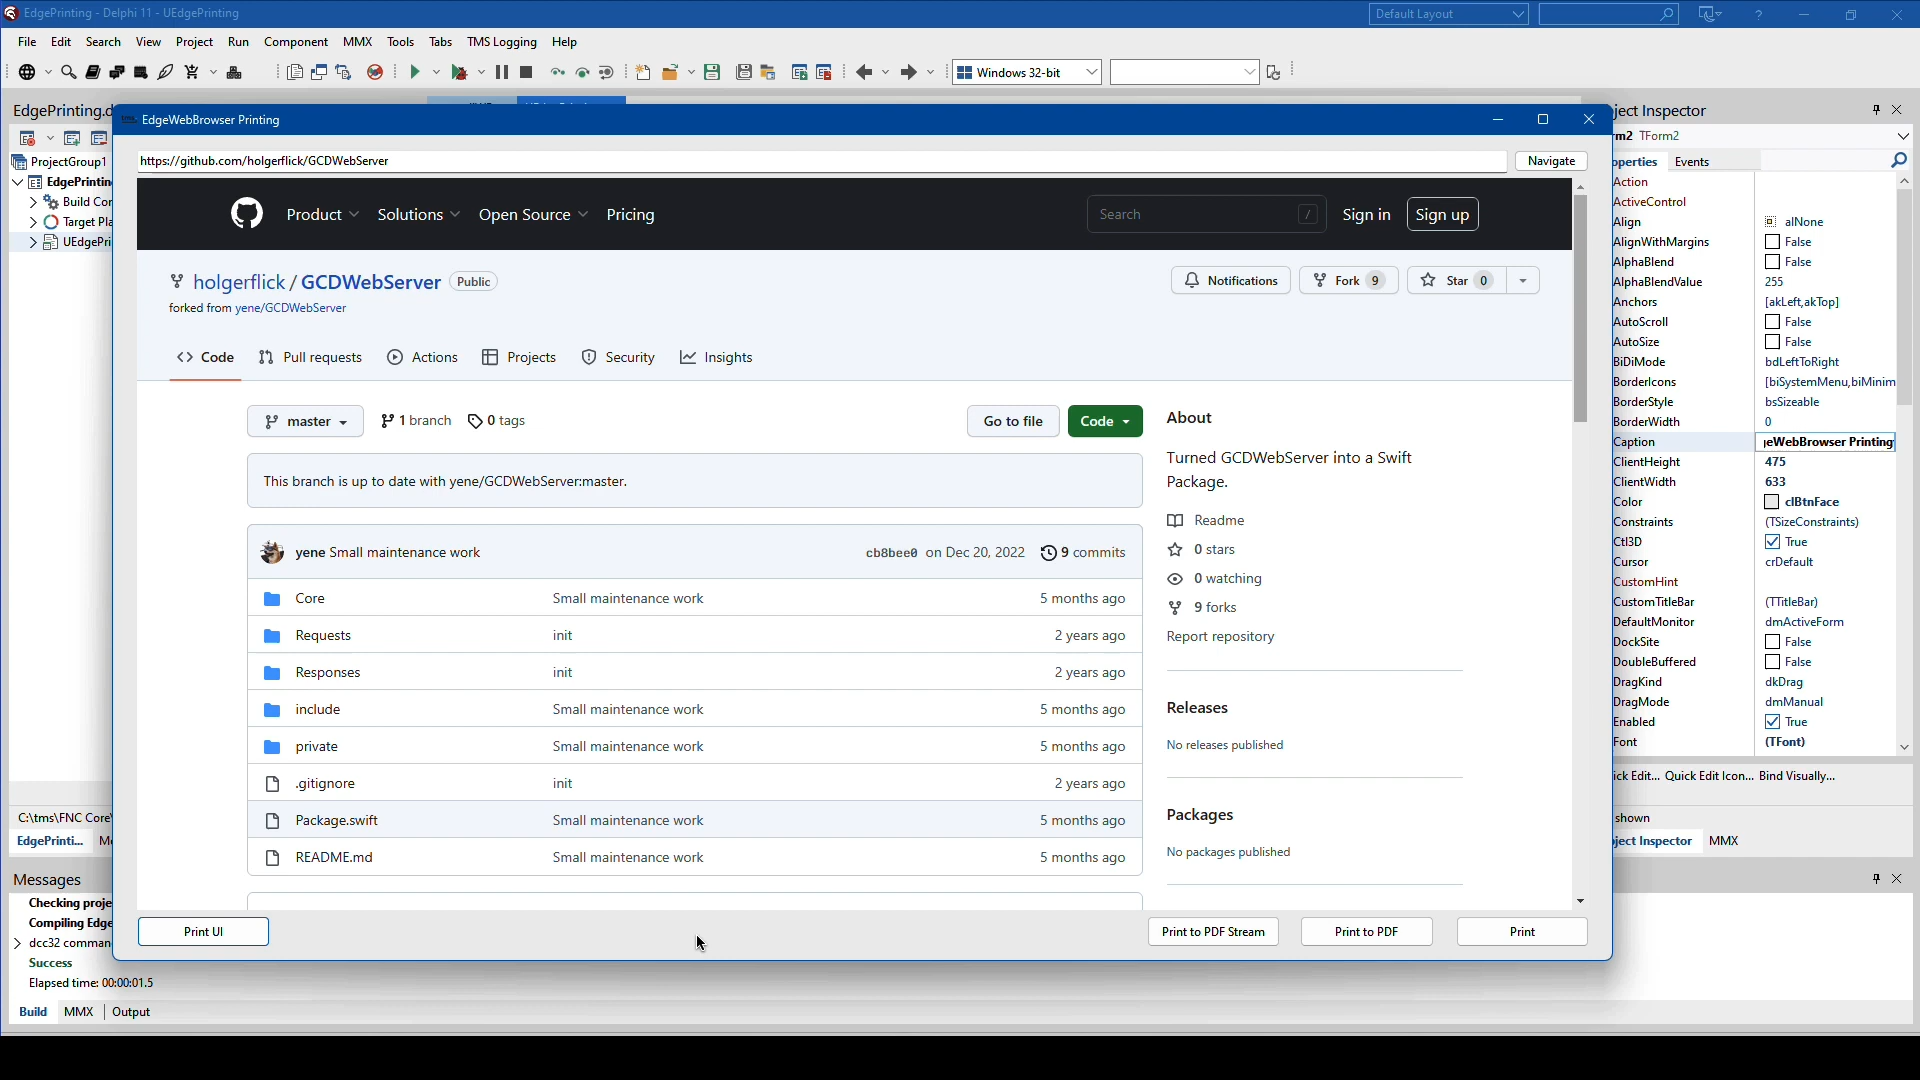 EdgePrinting - Delphi 11 - UEdgePrinting
Default Layout
File Edit Search View Project Run Component MMX Tools Tabs TMS Logging Help
Windows 32-bit
EdgePrinting.d
ProjectGroup1
EdgePrintin
Build Con
Target Pla
UEdgePri
C:\tms\FNC Core\
EdgePrinti...
EdgeWebBrowser Printing
https://github.com/holgerflick/GCDWebServer
Navigate
Product Solutions Open Source Pricing
Search /
Sign in Sign up
holgerflick / GCDWebServer Public
forked from yene/GCDWebServer
Notifications Fork 9 Star 0
Code Pull requests Actions Projects Security Insights
master 1 branch 0 tags
Go to file Code
This branch is up to date with yene/GCDWebServer:master.
yene Small maintenance work cb8bee0 on Dec 20, 2022 9 commits
Core Small maintenance work 5 months ago
Requests init 2 years ago
Responses init 2 years ago
include Small maintenance work 5 months ago
private Small maintenance work 5 months ago
.gitignore init 2 years ago
Package.swift Small maintenance work 5 months ago
README.md Small maintenance work 5 months ago
About
Turned GCDWebServer into a Swift
Package.
Readme
0 stars
0 watching
9 forks
Report repository
Releases
No releases published
Packages
No packages published
Print UI
Print to PDF Stream
Print to PDF
Print
ject Inspector
rm2 TForm2
operties Events
Action
ActiveControl
Align alNone
AlignWithMargins False
AlphaBlend False
AlphaBlendValue 255
Anchors [akLeft,akTop]
AutoScroll False
AutoSize False
BiDiMode bdLeftToRight
BorderIcons [biSystemMenu,biMinim
BorderStyle bsSizeable
BorderWidth 0
Caption geWebBrowser Printing
ClientHeight 475
ClientWidth 633
Color clBtnFace
Constraints (TSizeConstraints)
Ctl3D True
Cursor crDefault
CustomHint
CustomTitleBar (TTitleBar)
DefaultMonitor dmActiveForm
DockSite False
DoubleBuffered False
DragKind dkDrag
DragMode dmManual
Enabled True
Font (TFont)
ick Edit... Quick Edit Icon... Bind Visually...
shown
ject Inspector MMX
Messages
Checking proje
Compiling Edge
dcc32 comman
Success
Elapsed time: 00:00:01.5
Build MMX Output